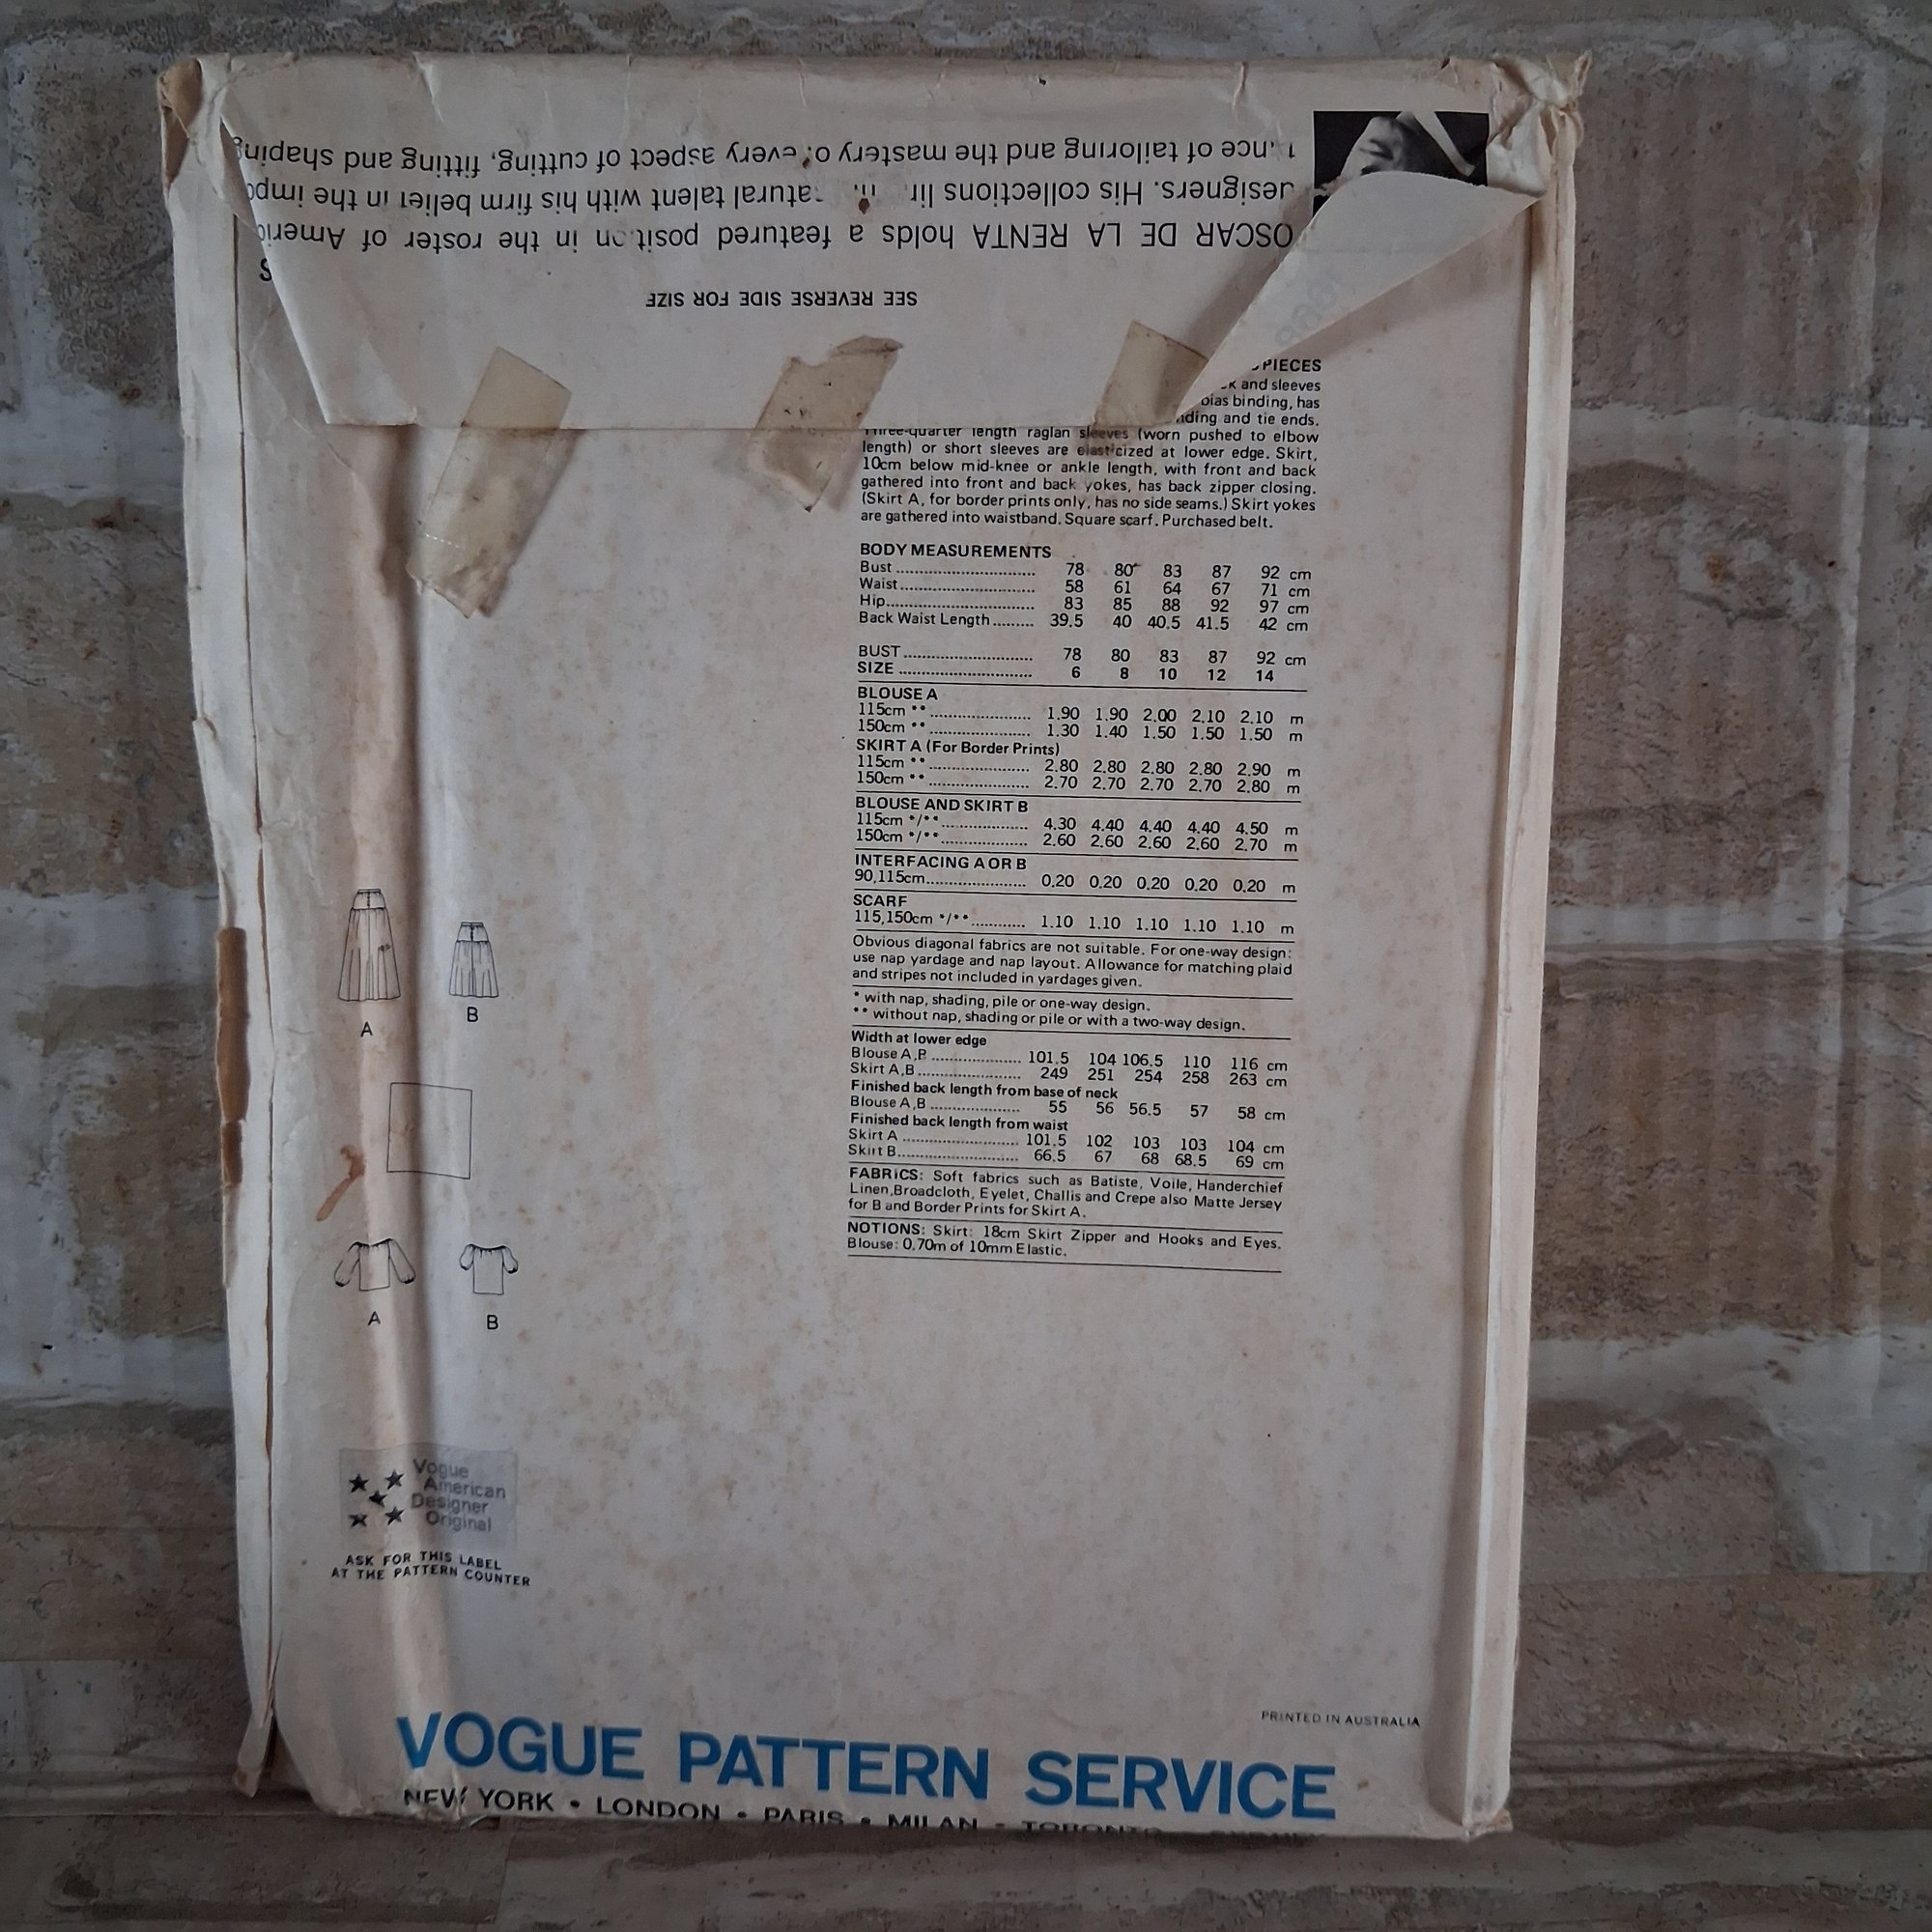 nce of tailoring and the mastery of every aspect of cutting, fitting and shaping
designers. His collections atural talent with his firm belief in the
OSCAR DE LA RENTA holds a featured position in the roster of
SEE REVERSE SIDE FOR SIZE
PIECES
and sleeves
bias binding, has
and tie ends.
Three-quarter length raglan sleeves (worn pushed to elbow
length) or short sleeves are elasticized at lower edge. Skirt,
10cm below mid-knee or ankle length, with front and back
gathered into front and back yokes, has back zipper closing.
(Skirt A, for border prints only, has no side seams.) Skirt yokes
are gathered into waistband. Square scarf. Purchased belt.
BODY MEASUREMENTS
Bust ........ 78 80 83 87 92 cm
Waist ........ 58 61 64 67 71 cm
Hip ........ 83 85 88 92 97 cm
Back Waist Length ........ 39.5 40 40.5 41.5 42 cm
BUST ........ 78 80 83 87 92 cm
SIZE ........ 6 8 10 12 14
BLOUSE A
115cm ** ........ 1.90 1.90 2.00 2.10 2.10 m
150cm ** ........ 1.30 1.40 1.50 1.50 1.50 m
SKIRT A (For Border Prints)
115cm ** ........ 2.80 2.80 2.80 2.80 2.90 m
150cm ** ........ 2.70 2.70 2.70 2.70 2.80 m
BLOUSE AND SKIRT B
115cm */** ........ 4.30 4.40 4.40 4.40 4.50 m
150cm */** ........ 2.60 2.60 2.60 2.60 2.70 m
INTERFACING A OR B
90,115cm ........ 0.20 0.20 0.20 0.20 0.20 m
SCARF
115,150cm */** ........ 1.10 1.10 1.10 1.10 1.10 m
Obvious diagonal fabrics are not suitable. For one-way design:
use nap yardage and nap layout. Allowance for matching plaid
and stripes not included in yardages given.
* with nap, shading, pile or one-way design.
** without nap, shading or pile or with a two-way design.
Width at lower edge
Blouse A,B ........ 101.5 104 106.5 110 116 cm
Skirt A,B ........ 249 251 254 258 263 cm
Finished back length from base of neck
Blouse A,B ........ 55 56 56.5 57 58 cm
Finished back length from waist
Skirt A ........ 101.5 102 103 103 104 cm
Skirt B ........ 66.5 67 68 68.5 69 cm
FABRICS: Soft fabrics such as Batiste, Voile, Handerchief
Linen,Broadcloth, Eyelet, Challis and Crepe also Matte Jersey
for B and Border Prints for Skirt A.
NOTIONS: Skirt: 18cm Skirt Zipper and Hooks and Eyes.
Blouse: 0.70m of 10mm Elastic.
A B
A B
Vogue
American
Designer
Original
ASK FOR THIS LABEL
AT THE PATTERN COUNTER
PRINTED IN AUSTRALIA
VOGUE PATTERN SERVICE
NEW YORK • LONDON • PARIS • MILAN • TORONTO